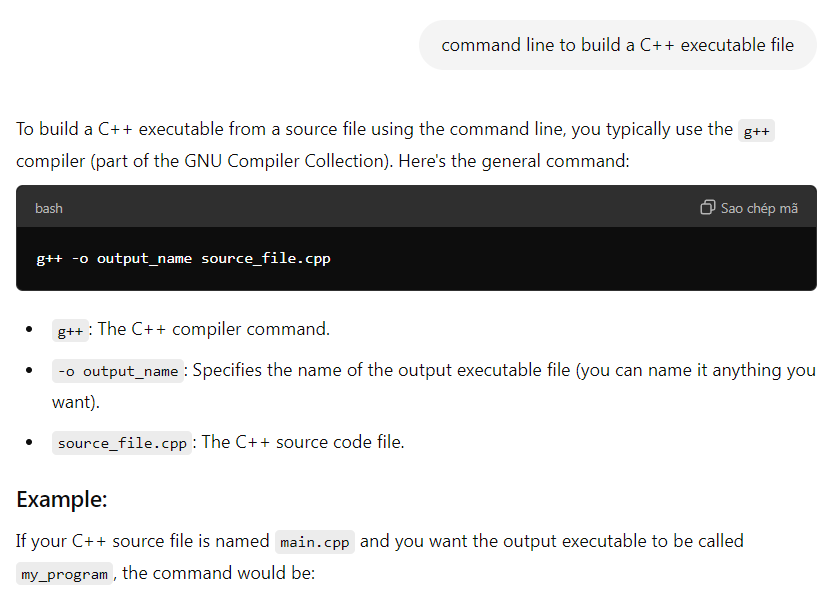 command line to build a C++ executable file
To build a C++ executable from a source file using the command line, you typically use the g++
compiler (part of the GNU Compiler Collection). Here's the general command:
bash
Sao chép mã
g++ -o output_name source_file.cpp
• g++: The C++ compiler command.
• -o output_name: Specifies the name of the output executable file (you can name it anything you
want).
• source_file.cpp: The C++ source code file.
Example:
If your C++ source file is named main.cpp and you want the output executable to be called
my_program, the command would be: